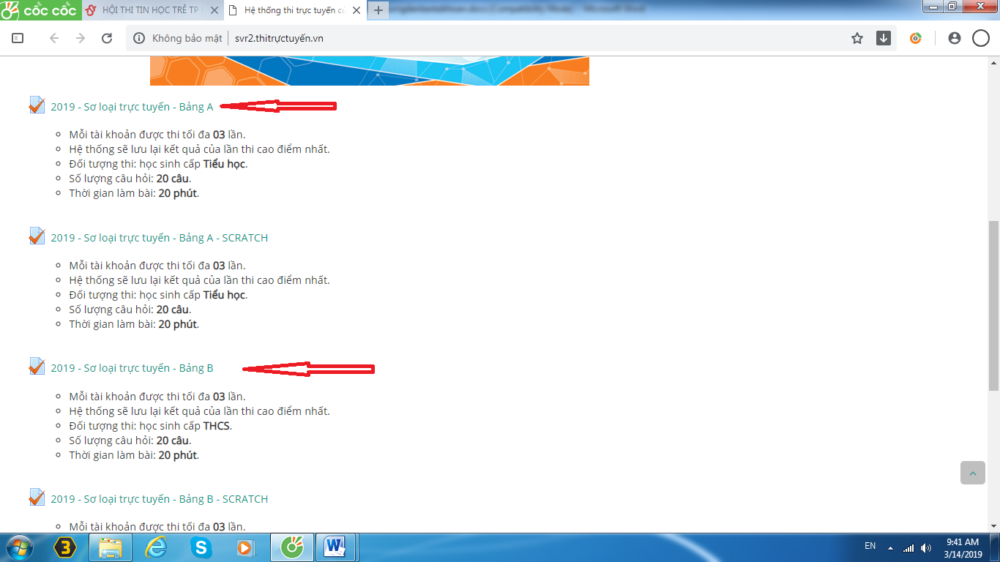 cốc cốc
HỘI THI TIN HỌC TRẺ TP
Hệ thống thi trực tuyến củ
Không bảo mật
svr2.thitrựctuyến.vn
2019 - Sơ loại trực tuyến - Bảng A
Mỗi tài khoản được thi tối đa 03 lần.
Hệ thống sẽ lưu lại kết quả của lần thi cao điểm nhất.
Đối tượng thi: học sinh cấp Tiểu học.
Số lượng câu hỏi: 20 câu.
Thời gian làm bài: 20 phút.
2019 - Sơ loại trực tuyến - Bảng A - SCRATCH
Mỗi tài khoản được thi tối đa 03 lần.
Hệ thống sẽ lưu lại kết quả của lần thi cao điểm nhất.
Đối tượng thi: học sinh cấp Tiểu học.
Số lượng câu hỏi: 20 câu.
Thời gian làm bài: 20 phút.
2019 - Sơ loại trực tuyến - Bảng B
Mỗi tài khoản được thi tối đa 03 lần.
Hệ thống sẽ lưu lại kết quả của lần thi cao điểm nhất.
Đối tượng thi: học sinh cấp THCS.
Số lượng câu hỏi: 20 câu.
Thời gian làm bài: 20 phút.
2019 - Sơ loại trực tuyến - Bảng B - SCRATCH
Mỗi tài khoản được thi tối đa 03 lần.
EN
9:41 AM
3/14/2019